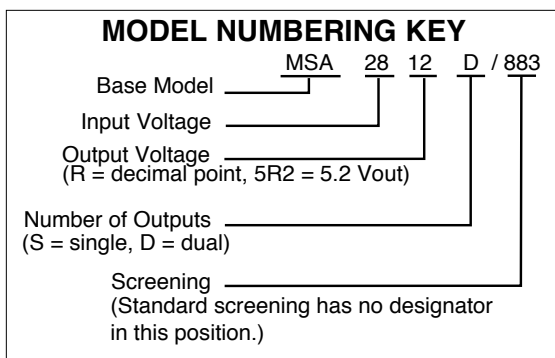 MODEL NUMBERING KEY
MSA 28 12 D / 883
Base Model
Input Voltage
Output Voltage
(R = decimal point, 5R2 = 5.2 Vout)
Number of Outputs
(S = single, D = dual)
Screening
(Standard screening has no designator
in this position.)